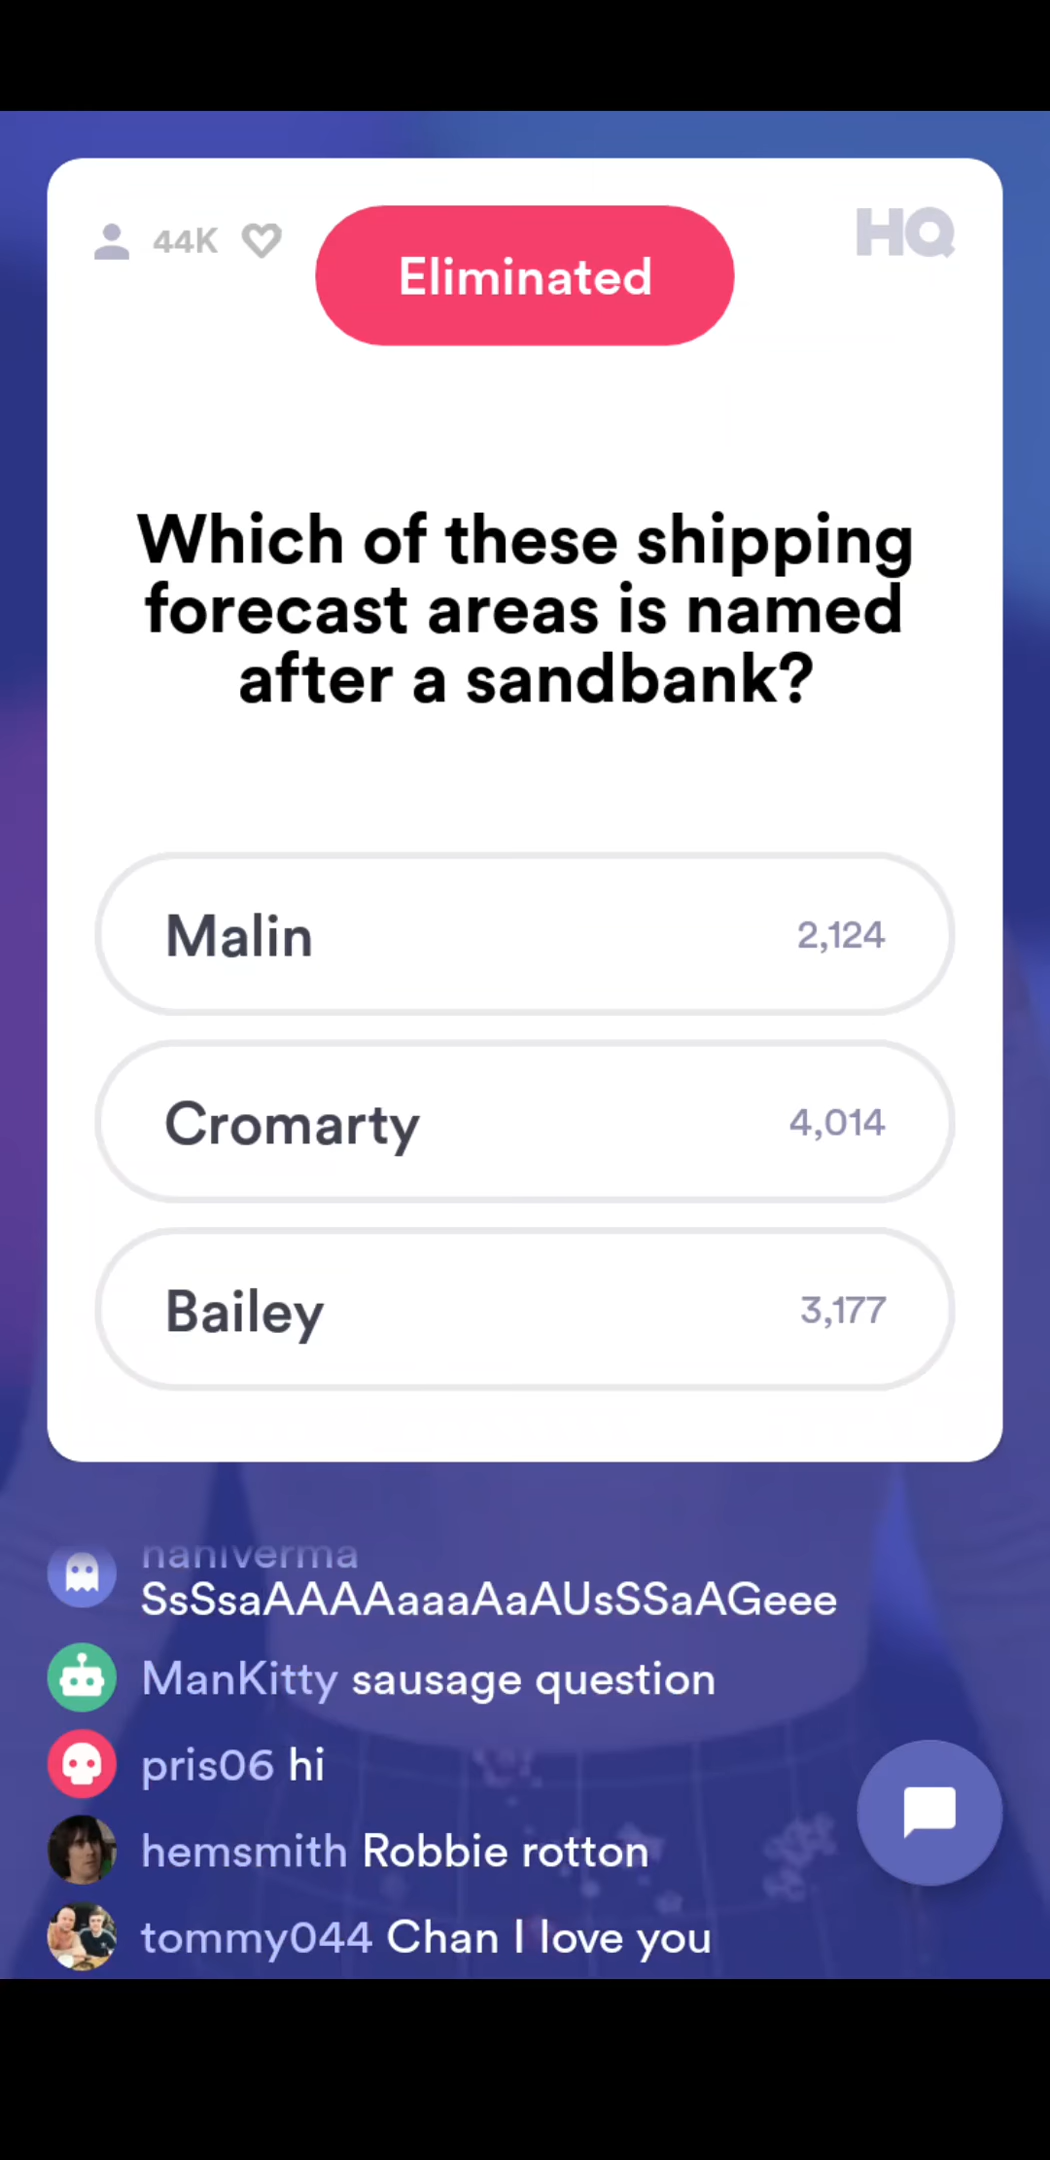 44K
Eliminated
HQ
Which of these shipping
forecast areas is named
after a sandbank?
Malin 2,124
Cromarty 4,014
Bailey 3,177
naniverma
SsSsaAAAAaaaAaAUsSSaAGeee
ManKitty sausage question
pris06 hi
hemsmith Robbie rotton
tommy044 Chan I love you